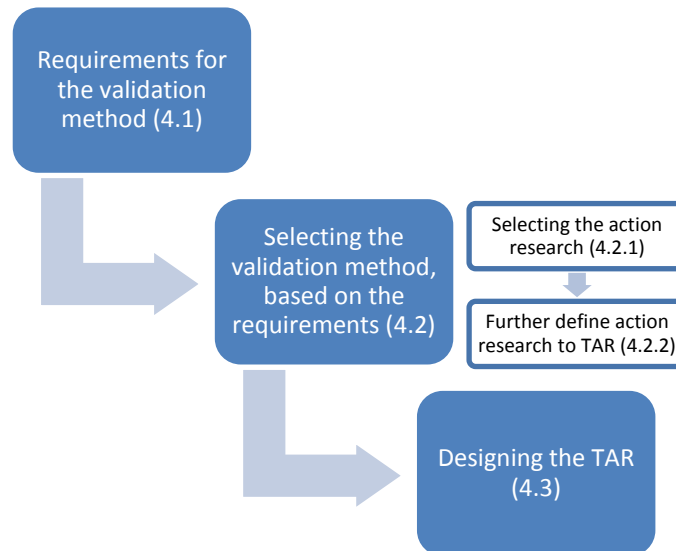 Requirements for
the validation
method (4.1)
Selecting the
validation method,
based on the
requirements (4.2)
Selecting the action
research (4.2.1)
Further define action
research to TAR (4.2.2)
Designing the TAR
(4.3)